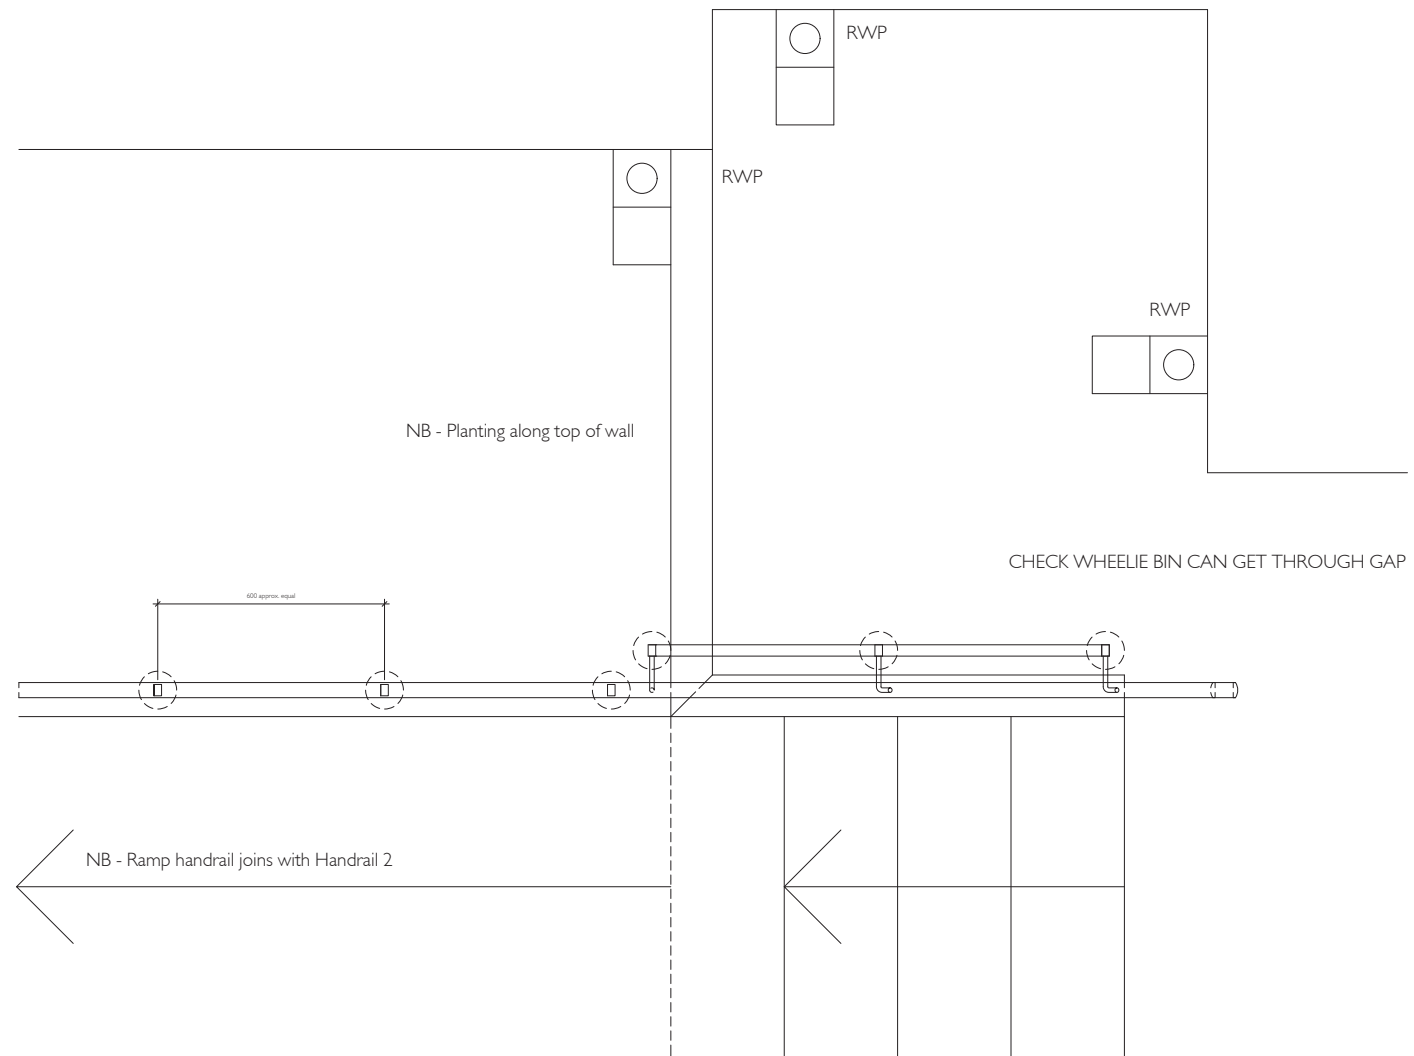 RWP
RWP
RWP
NB - Planting along top of wall
CHECK WHEELIE BIN CAN GET THROUGH GAP
600 approx. equal
NB - Ramp handrail joins with Handrail 2